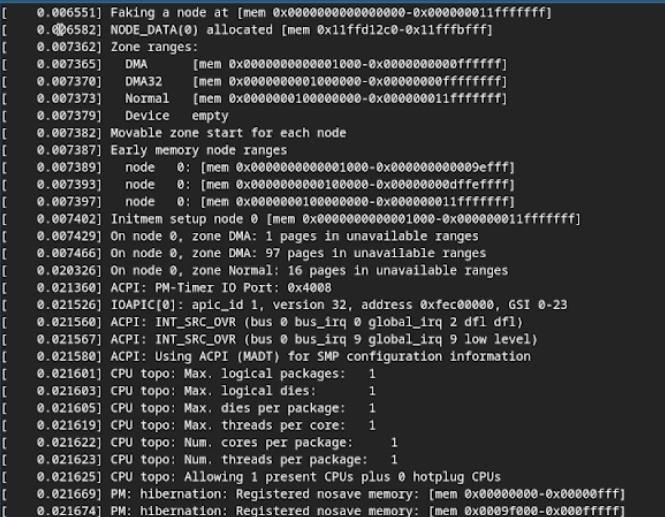 [    0.006551] Faking a node at [mem 0x0000000000000000-0x000000011fffffff]
[    0.006582] NODE_DATA(0) allocated [mem 0x11ffd12c0-0x11fffbfff]
[    0.007362] Zone ranges:
[    0.007365]   DMA      [mem 0x0000000000001000-0x0000000000ffffff]
[    0.007370]   DMA32    [mem 0x0000000001000000-0x00000000ffffffff]
[    0.007373]   Normal   [mem 0x0000000100000000-0x000000011fffffff]
[    0.007379]   Device   empty
[    0.007382] Movable zone start for each node
[    0.007387] Early memory node ranges
[    0.007389]   node   0: [mem 0x0000000000001000-0x000000000009efff]
[    0.007393]   node   0: [mem 0x0000000000100000-0x00000000dffeffff]
[    0.007397]   node   0: [mem 0x0000000100000000-0x000000011fffffff]
[    0.007402] Initmem setup node 0 [mem 0x0000000000001000-0x000000011fffffff]
[    0.007429] On node 0, zone DMA: 1 pages in unavailable ranges
[    0.007466] On node 0, zone DMA: 97 pages in unavailable ranges
[    0.020326] On node 0, zone Normal: 16 pages in unavailable ranges
[    0.021360] ACPI: PM-Timer IO Port: 0x4008
[    0.021526] IOAPIC[0]: apic_id 1, version 32, address 0xfec00000, GSI 0-23
[    0.021560] ACPI: INT_SRC_OVR (bus 0 bus_irq 0 global_irq 2 dfl dfl)
[    0.021567] ACPI: INT_SRC_OVR (bus 0 bus_irq 9 global_irq 9 low level)
[    0.021580] ACPI: Using ACPI (MADT) for SMP configuration information
[    0.021601] CPU topo: Max. logical packages:   1
[    0.021603] CPU topo: Max. logical dies:       1
[    0.021605] CPU topo: Max. dies per package:   1
[    0.021619] CPU topo: Max. threads per core:   1
[    0.021622] CPU topo: Num. cores per package:     1
[    0.021623] CPU topo: Num. threads per package:   1
[    0.021625] CPU topo: Allowing 1 present CPUs plus 0 hotplug CPUs
[    0.021669] PM: hibernation: Registered nosave memory: [mem 0x00000000-0x00000fff]
[    0.021674] PM: hibernation: Registered nosave memory: [mem 0x0009f000-0x000fffff]